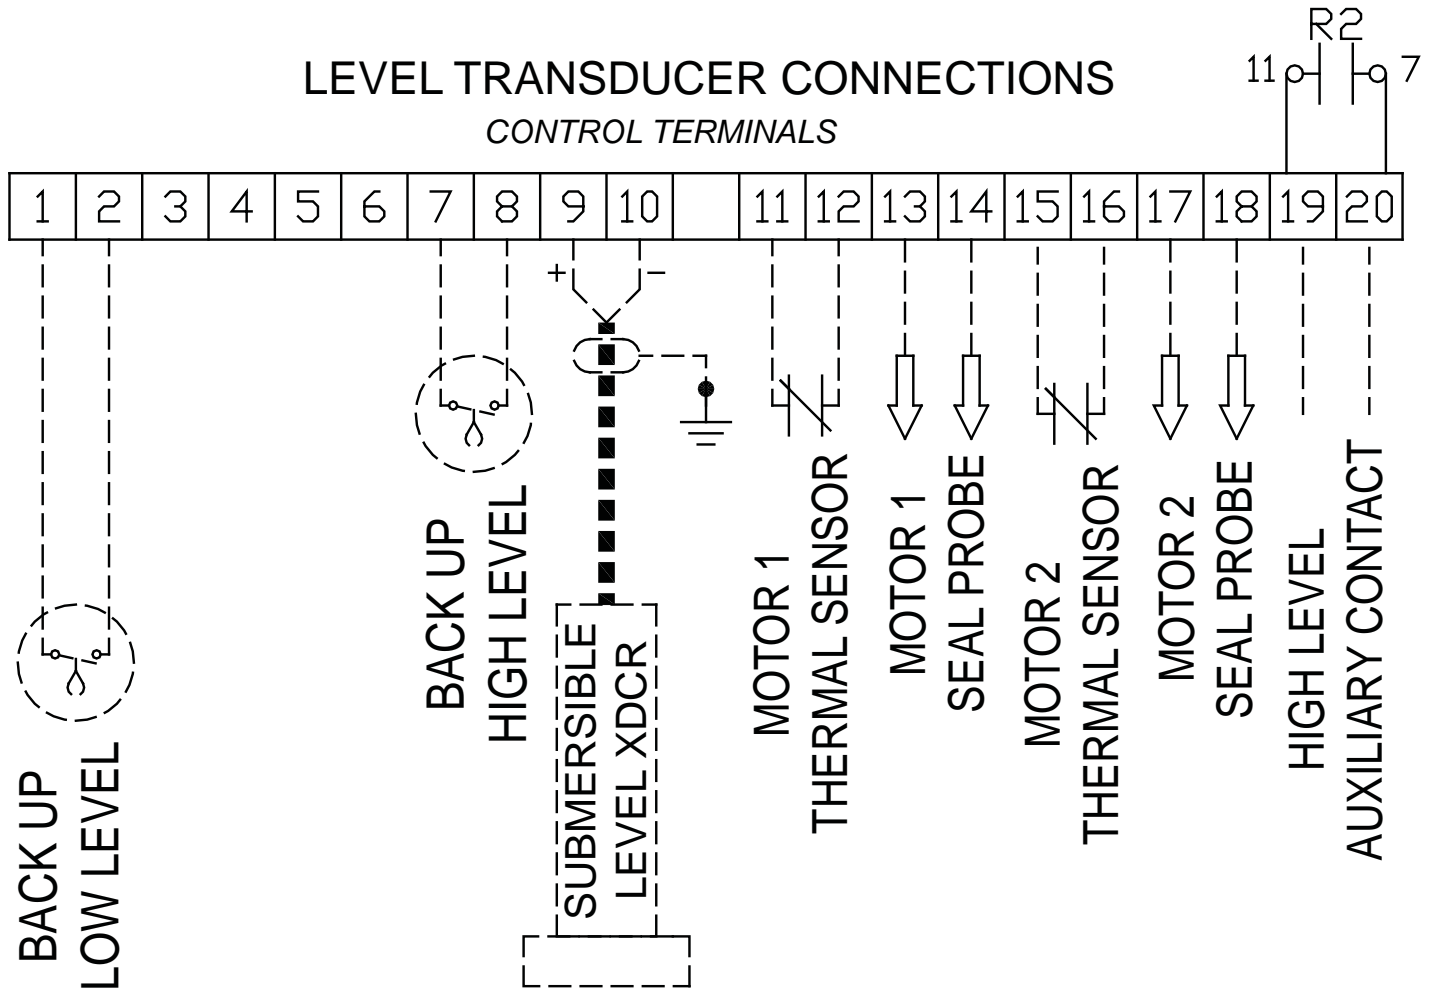 R2
LEVEL TRANSDUCER CONNECTIONS
11 7
CONTROL TERMINALS
1 2 3 4 5 6 7 8 9 10 11 12 13 14 15 16 17 18 19 20
+ -
BACK UP
LOW LEVEL
BACK UP
HIGH LEVEL
SUBMERSIBLE
LEVEL XDCR
MOTOR 1
THERMAL SENSOR
MOTOR 1
SEAL PROBE
MOTOR 2
THERMAL SENSOR
MOTOR 2
SEAL PROBE
HIGH LEVEL
AUXILIARY CONTACT